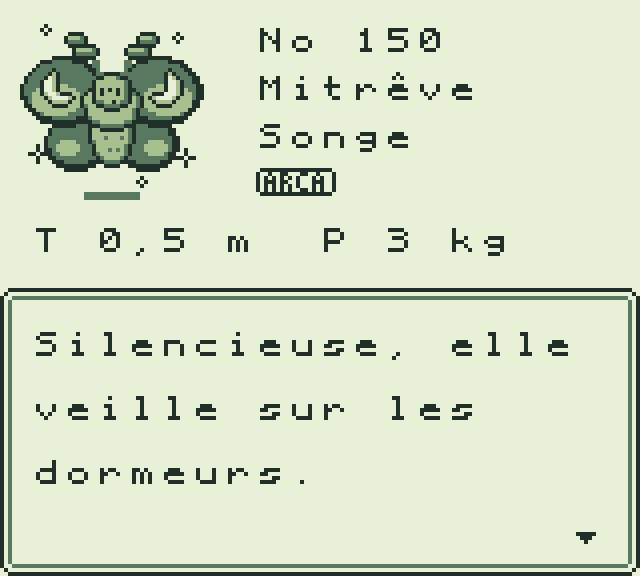 No 150
Mitrêve
Songe
ARCA
T 0,5 m P 3 kg
Silencieuse, elle
veille sur les
dormeurs.